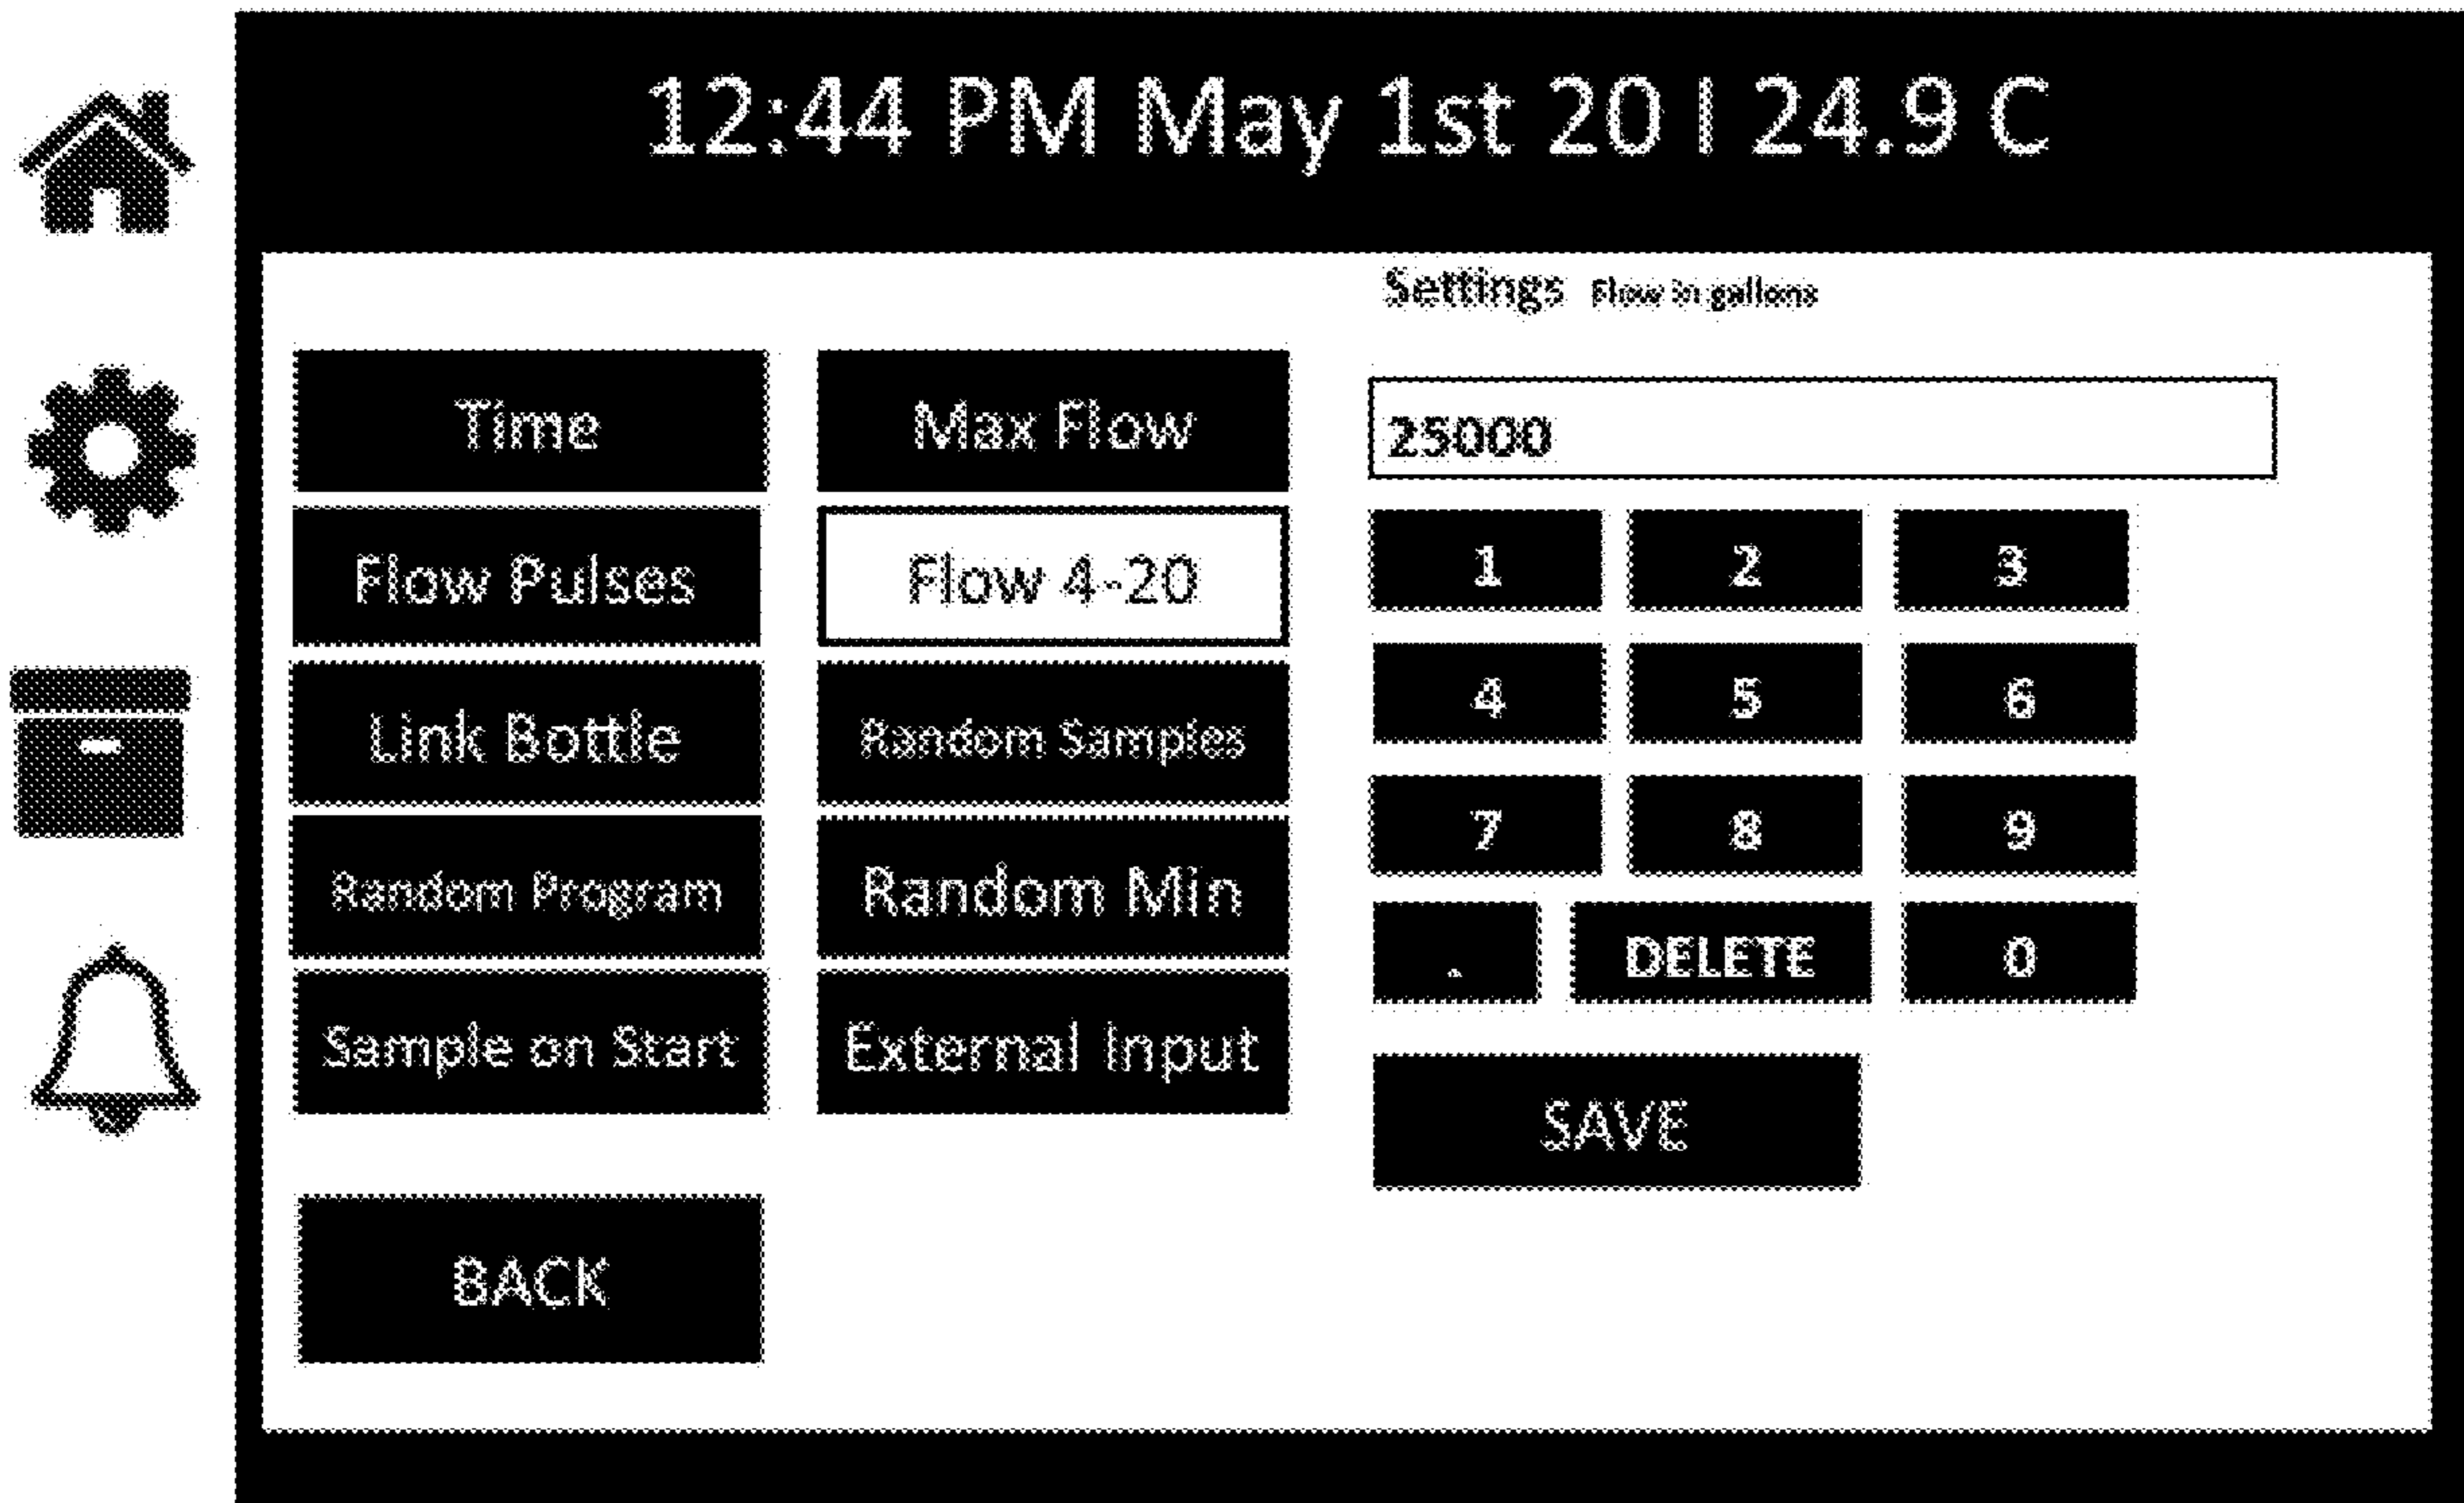 12:44 PM May 1st 20 | 24.9 C
Settings Flow in gallons
Time Max Flow
25000
Flow Pulses Flow 4-20
1 2 3
Link Bottle Random Samples
4 5 6
Random Program Random Min
7 8 9
. DELETE 0
Sample on Start External Input
SAVE
BACK